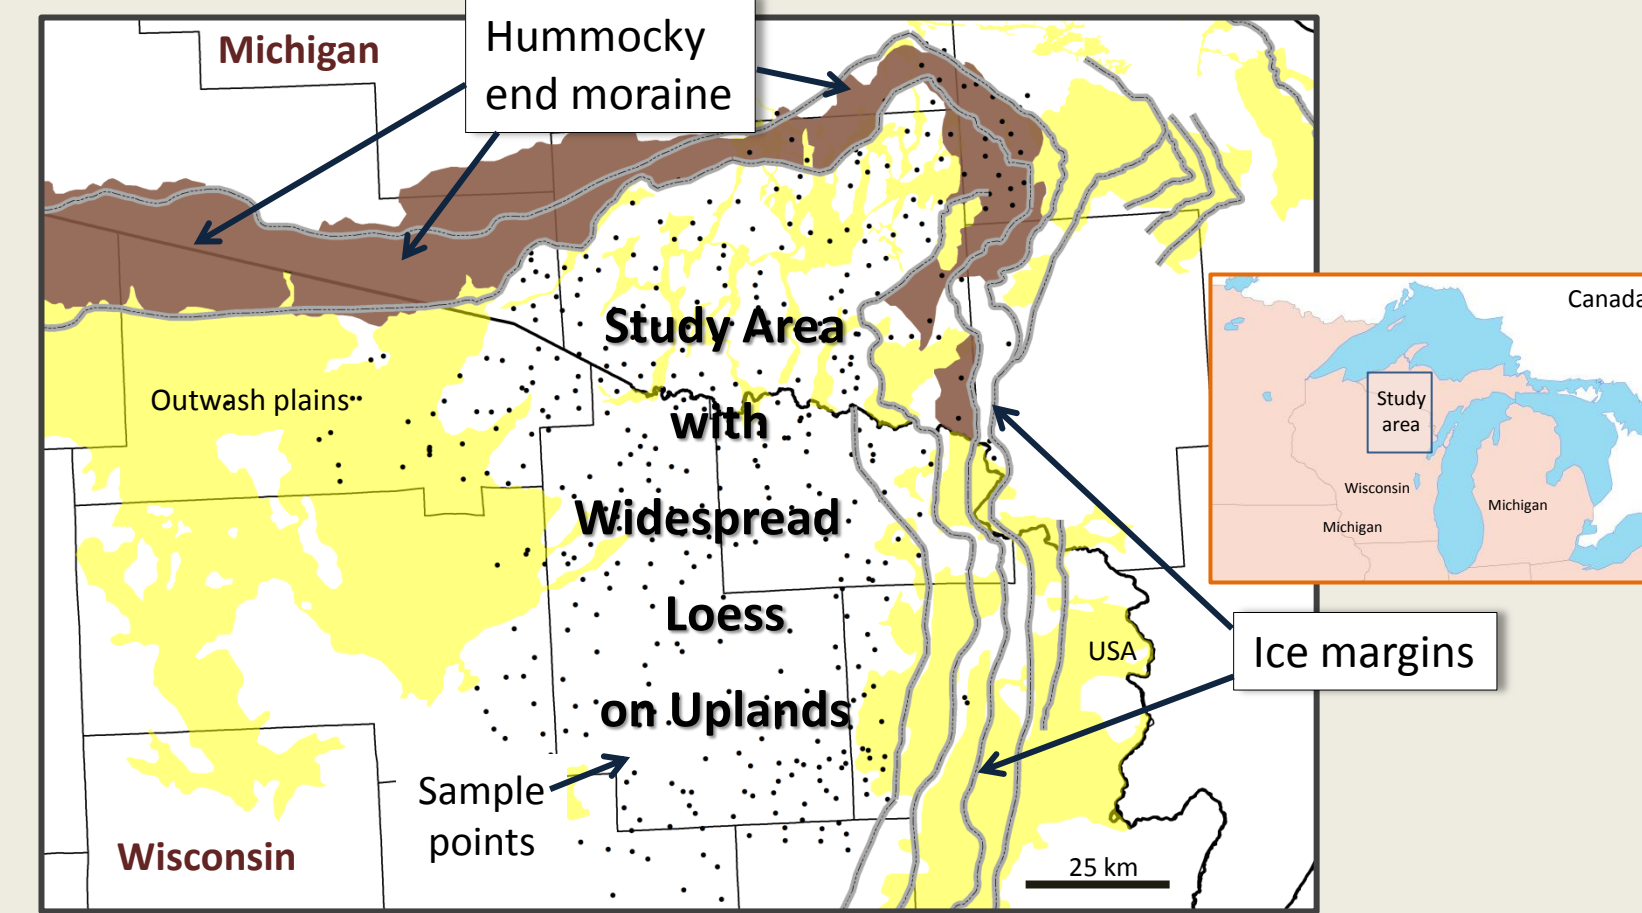 Michigan
Hummocky
end moraine
Study Area
with
Widespread
Loess
on Uplands
Outwash plains
Sample
points
Wisconsin
USA
25 km
Ice margins
Canada
Study
area
Wisconsin
Michigan
Michigan